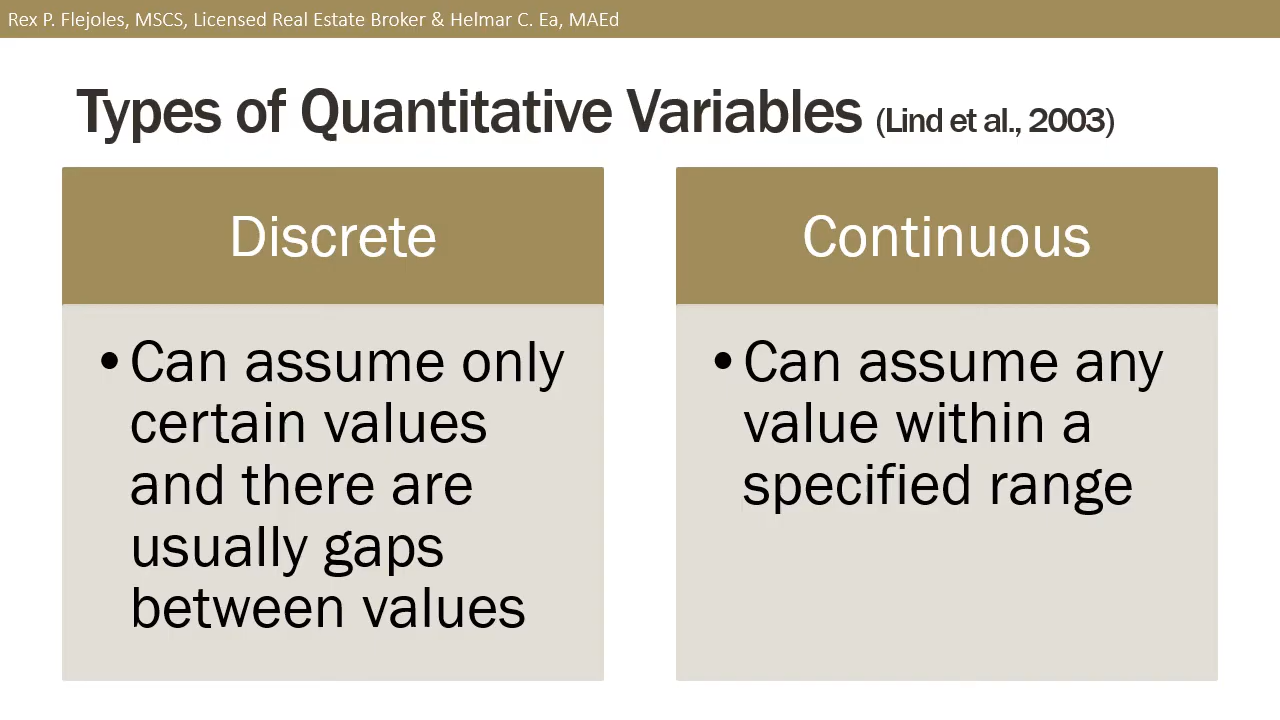 Rex P. Flejoles, MSCS, Licensed Real Estate Broker & Helmar C. Ea, MAEd
Types of Quantitative Variables (Lind et al., 2003)
Discrete
• Can assume only
certain values
and there are
usually gaps
between values
Continuous
• Can assume any
value within a
specified range